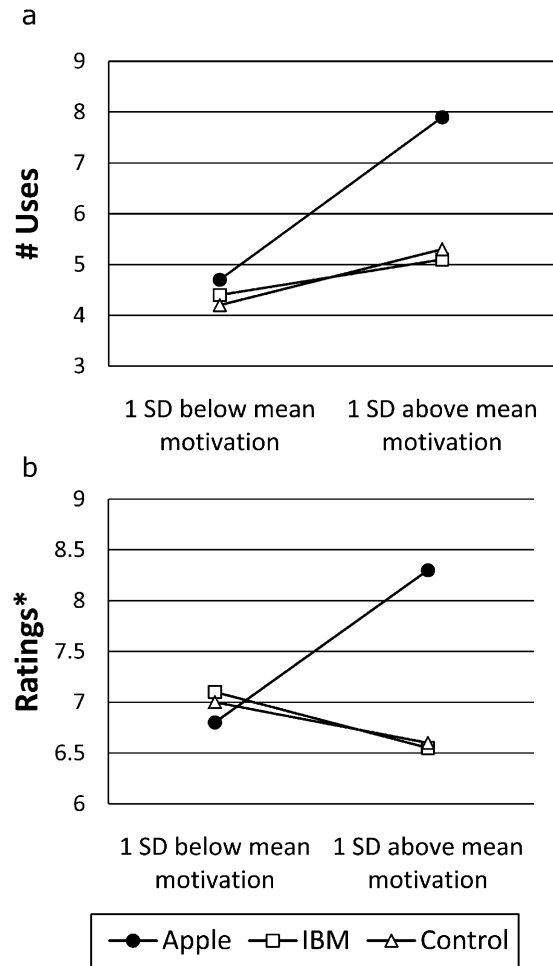 a
9
8
7
6
5
4
3
# Uses
1 SD below mean motivation
1 SD above mean motivation
b
9
8.5
8
7.5
7
6.5
6
Ratings*
1 SD below mean motivation
1 SD above mean motivation
Apple IBM Control